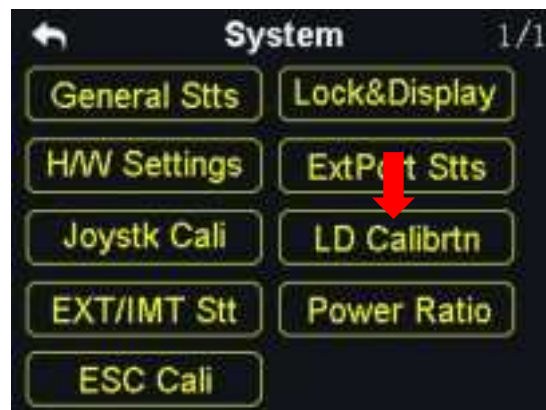 System 1/1
General Stts Lock&Display
H/W Settings ExtPort Stts
Joystk Cali LD Calibrtn
EXT/IMT Stt Power Ratio
ESC Cali